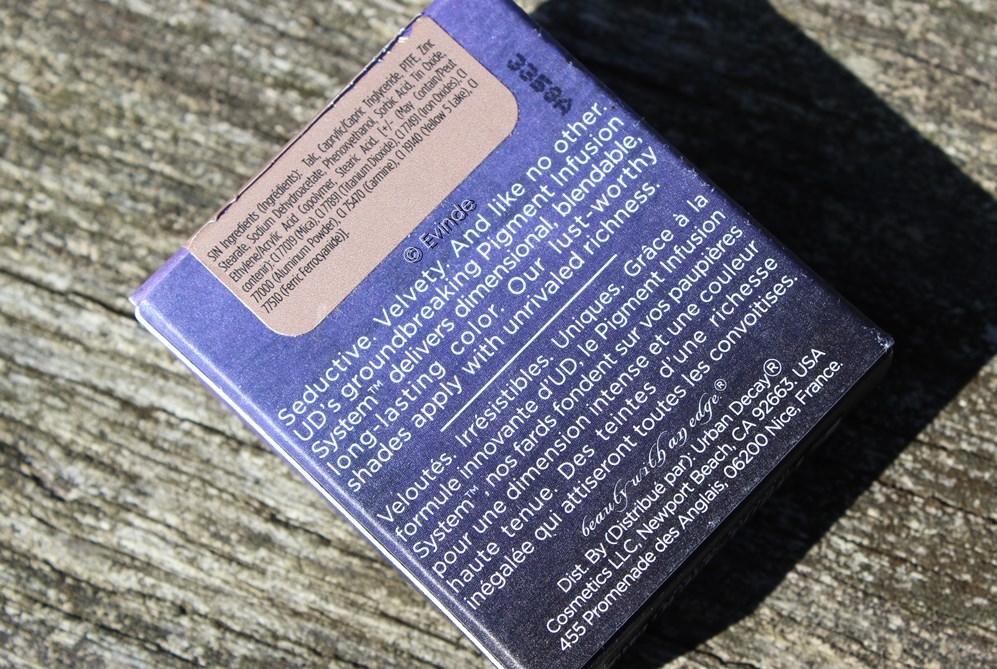 SIN Ingredients (Ingrédients): Talc, Caprylic/Capric Triglyceride, PTFE, Zinc
Stearate, Sodium Dehydroacetate, Phenoxyethanol, Sorbic Acid, Tin Oxide,
Ethylene/Acrylic Acid Copolymer, Stearic Acid, [+/- (May Contain/Peut
contenir): CI 77019 (Mica), CI 77891 (Titanium Dioxide), CI 77491 (Iron Oxides), CI
77000 (Aluminum Powder), CI 75470 (Carmine), CI 19140 (Yellow 5 Lake), CI
77510 (Ferric Ferrocyanide)].
3358A
© Evinde
Seductive. Velvety. And like no other.
UD's groundbreaking Pigment Infusion
System™ delivers dimensional, blendable,
long-lasting color. Our lust-worthy
shades apply with unrivaled richness.
Veloutés. Irrésistibles. Uniques. Grâce à la
formule innovante d'UD, le Pigment Infusion
System™, nos fards fondent sur vos paupières
pour une dimension intense et une couleur
haute tenue. Des teintes d'une richesse
inégalée qui attiseront toutes les convoitises.
beauty with an edge®
Dist. By (Distribué par): Urban Decay®
Cosmetics LLC, Newport Beach, CA 92663, USA
455 Promenade des Anglais, 06200 Nice, France.